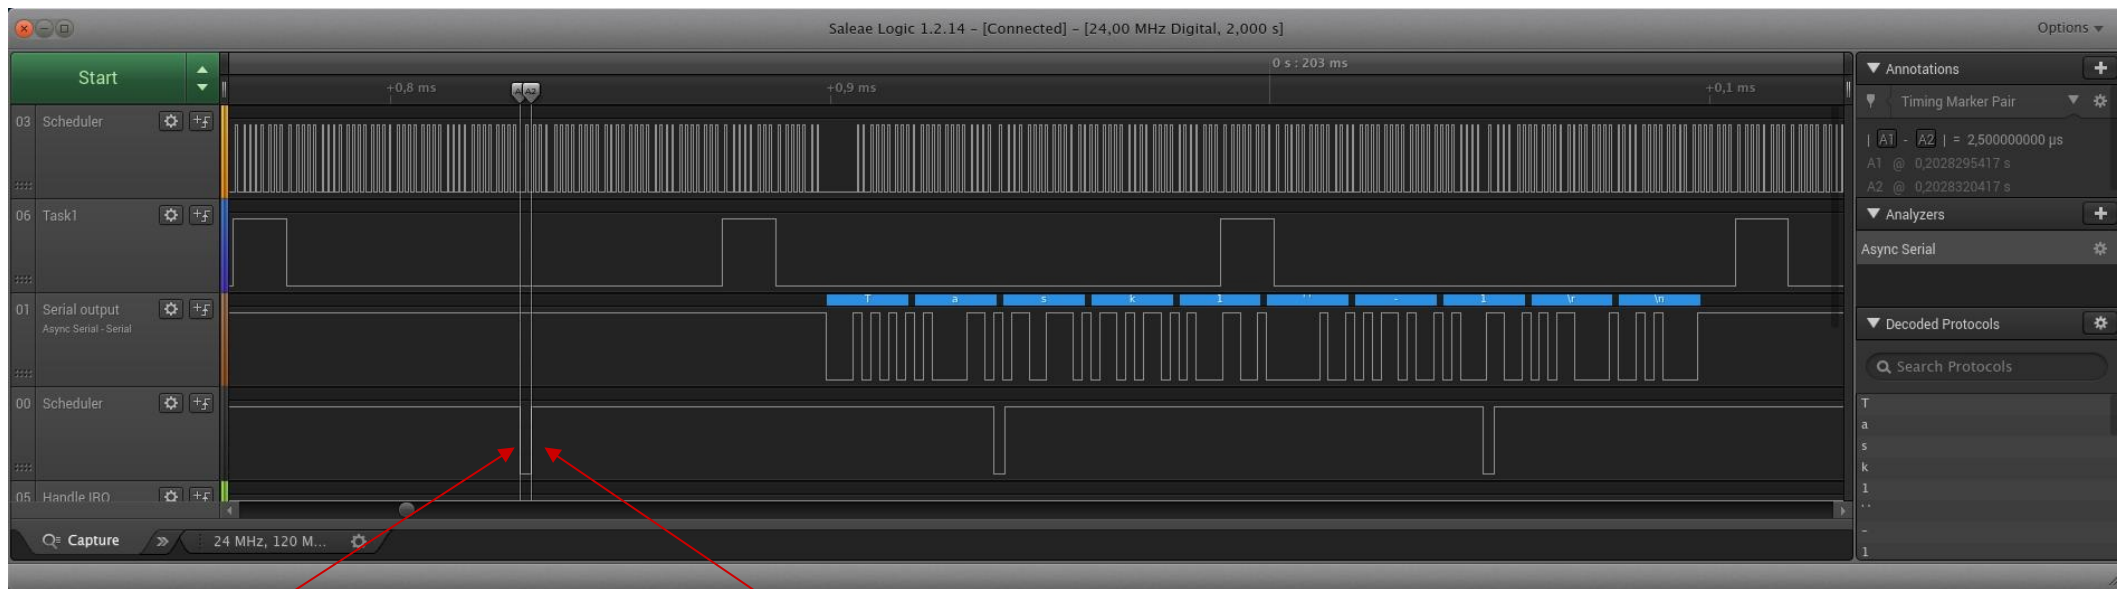 Saleae Logic 1.2.14 - [Connected] - [24,00 MHz Digital, 2,000 s]
Options
Start
0 s : 203 ms
+0,8 ms
A2
+0,9 ms
+0,1 ms
03 Scheduler
06 Task1
01 Serial output
Async Serial - Serial
T a s k 1 ' ' - 1 \r \n
00 Scheduler
05 Handle IRQ
Capture
24 MHz, 120 M...
Annotations
Timing Marker Pair
| A1 - A2 | = 2,500000000 µs
A1 @ 0,2028295417 s
A2 @ 0,2028320417 s
Analyzers
Async Serial
Decoded Protocols
Search Protocols
T
a
s
k
1
' '
-
1